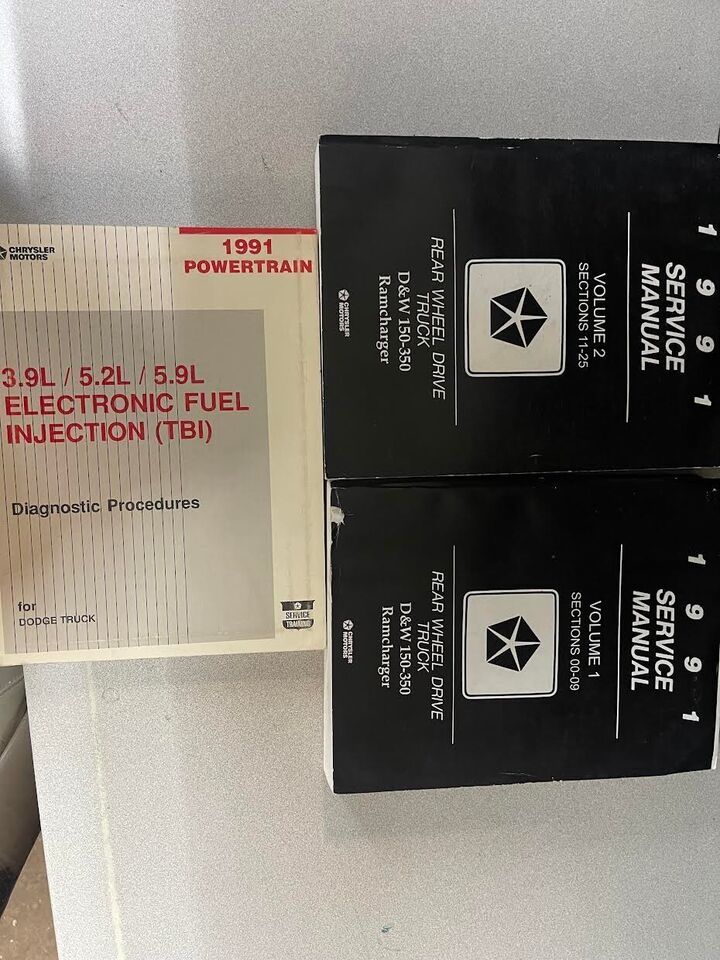 CHRYSLER
MOTORS
1991
POWERTRAIN
3.9L / 5.2L / 5.9L
ELECTRONIC FUEL
INJECTION (TBI)
Diagnostic Procedures
for
DODGE TRUCK
SERVICE
TRAINING
1991
SERVICE
MANUAL
VOLUME 2
SECTIONS 11-25
REAR WHEEL DRIVE
TRUCK
D&W 150-350
Ramcharger
CHRYSLER
MOTORS
1991
SERVICE
MANUAL
VOLUME 1
SECTIONS 00-09
REAR WHEEL DRIVE
TRUCK
D&W 150-350
Ramcharger
CHRYSLER
MOTORS